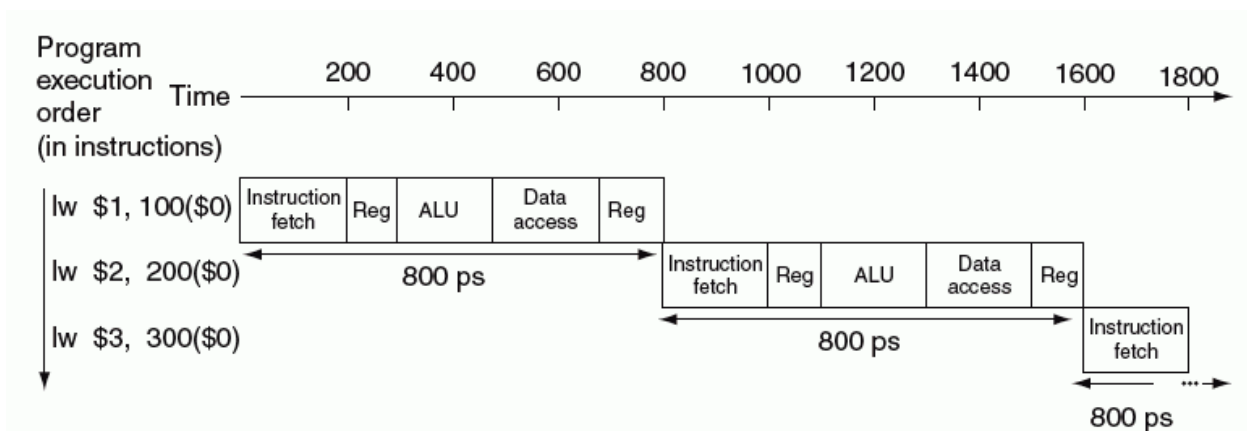 Program
execution
order
(in instructions)
Time
200 400 600 800 1000 1200 1400 1600 1800
lw $1, 100($0)
Instruction
fetch
Reg
ALU
Data
access
Reg
800 ps
lw $2, 200($0)
Instruction
fetch
Reg
ALU
Data
access
Reg
800 ps
lw $3, 300($0)
Instruction
fetch
...
800 ps